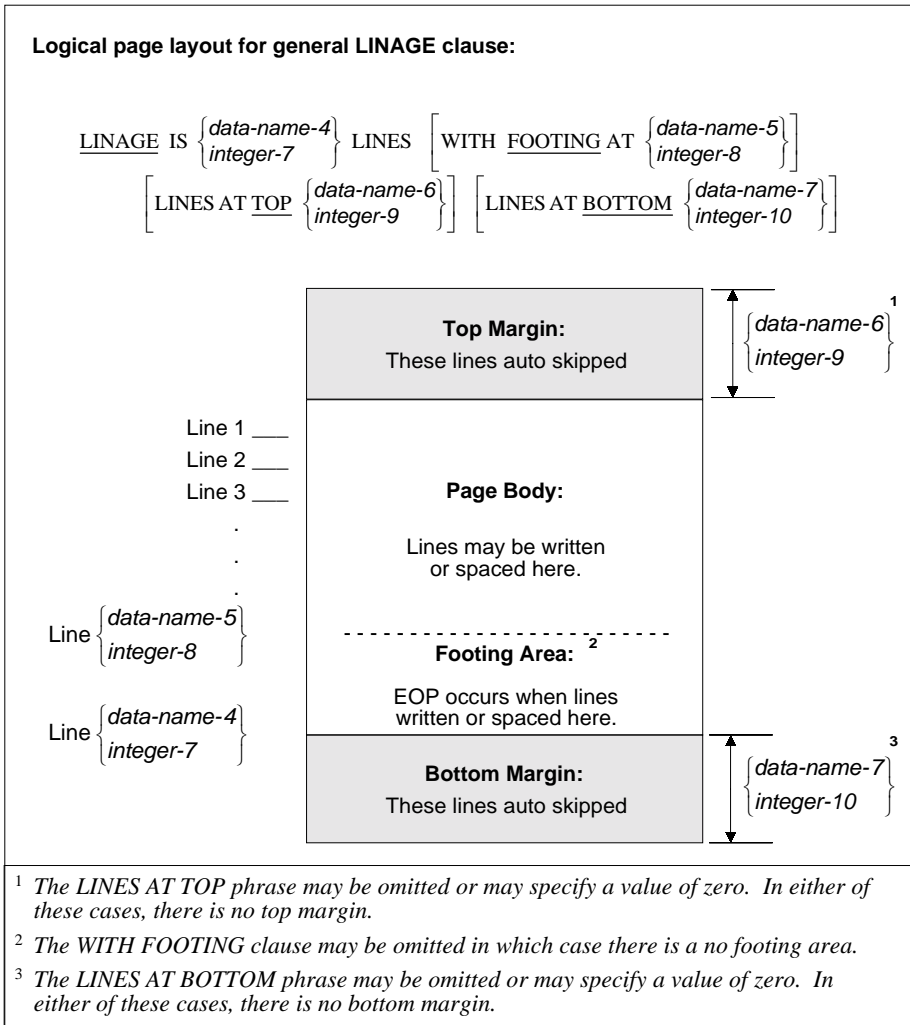 Logical page layout for general LINAGE clause:
LINAGE IS {data-name-4 integer-7} LINES [WITH FOOTING AT {data-name-5 integer-8}]
[LINES AT TOP {data-name-6 integer-9}] [LINES AT BOTTOM {data-name-7 integer-10}]
Top Margin:
These lines auto skipped
{data-name-6 integer-9} 1
Line 1 ___
Line 2 ___
Line 3 ___
.
.
.
Page Body:
Lines may be written
or spaced here.
Line {data-name-5 integer-8}
Footing Area: 2
EOP occurs when lines
written or spaced here.
Line {data-name-4 integer-7}
Bottom Margin:
These lines auto skipped
{data-name-7 integer-10} 3
1 The LINES AT TOP phrase may be omitted or may specify a value of zero. In either of
these cases, there is no top margin.
2 The WITH FOOTING clause may be omitted in which case there is a no footing area.
3 The LINES AT BOTTOM phrase may be omitted or may specify a value of zero. In
either of these cases, there is no bottom margin.